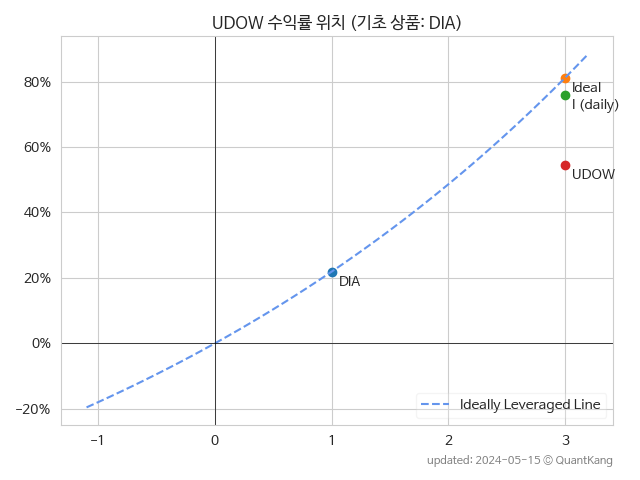 UDOW 수익률 위치 (기초 상품: DIA)
80%
60%
40%
20%
0%
−20%
Ideal
I (daily)
UDOW
DIA
Ideally Leveraged Line
−1
0
1
2
3
updated: 2024-05-15 © QuantKang